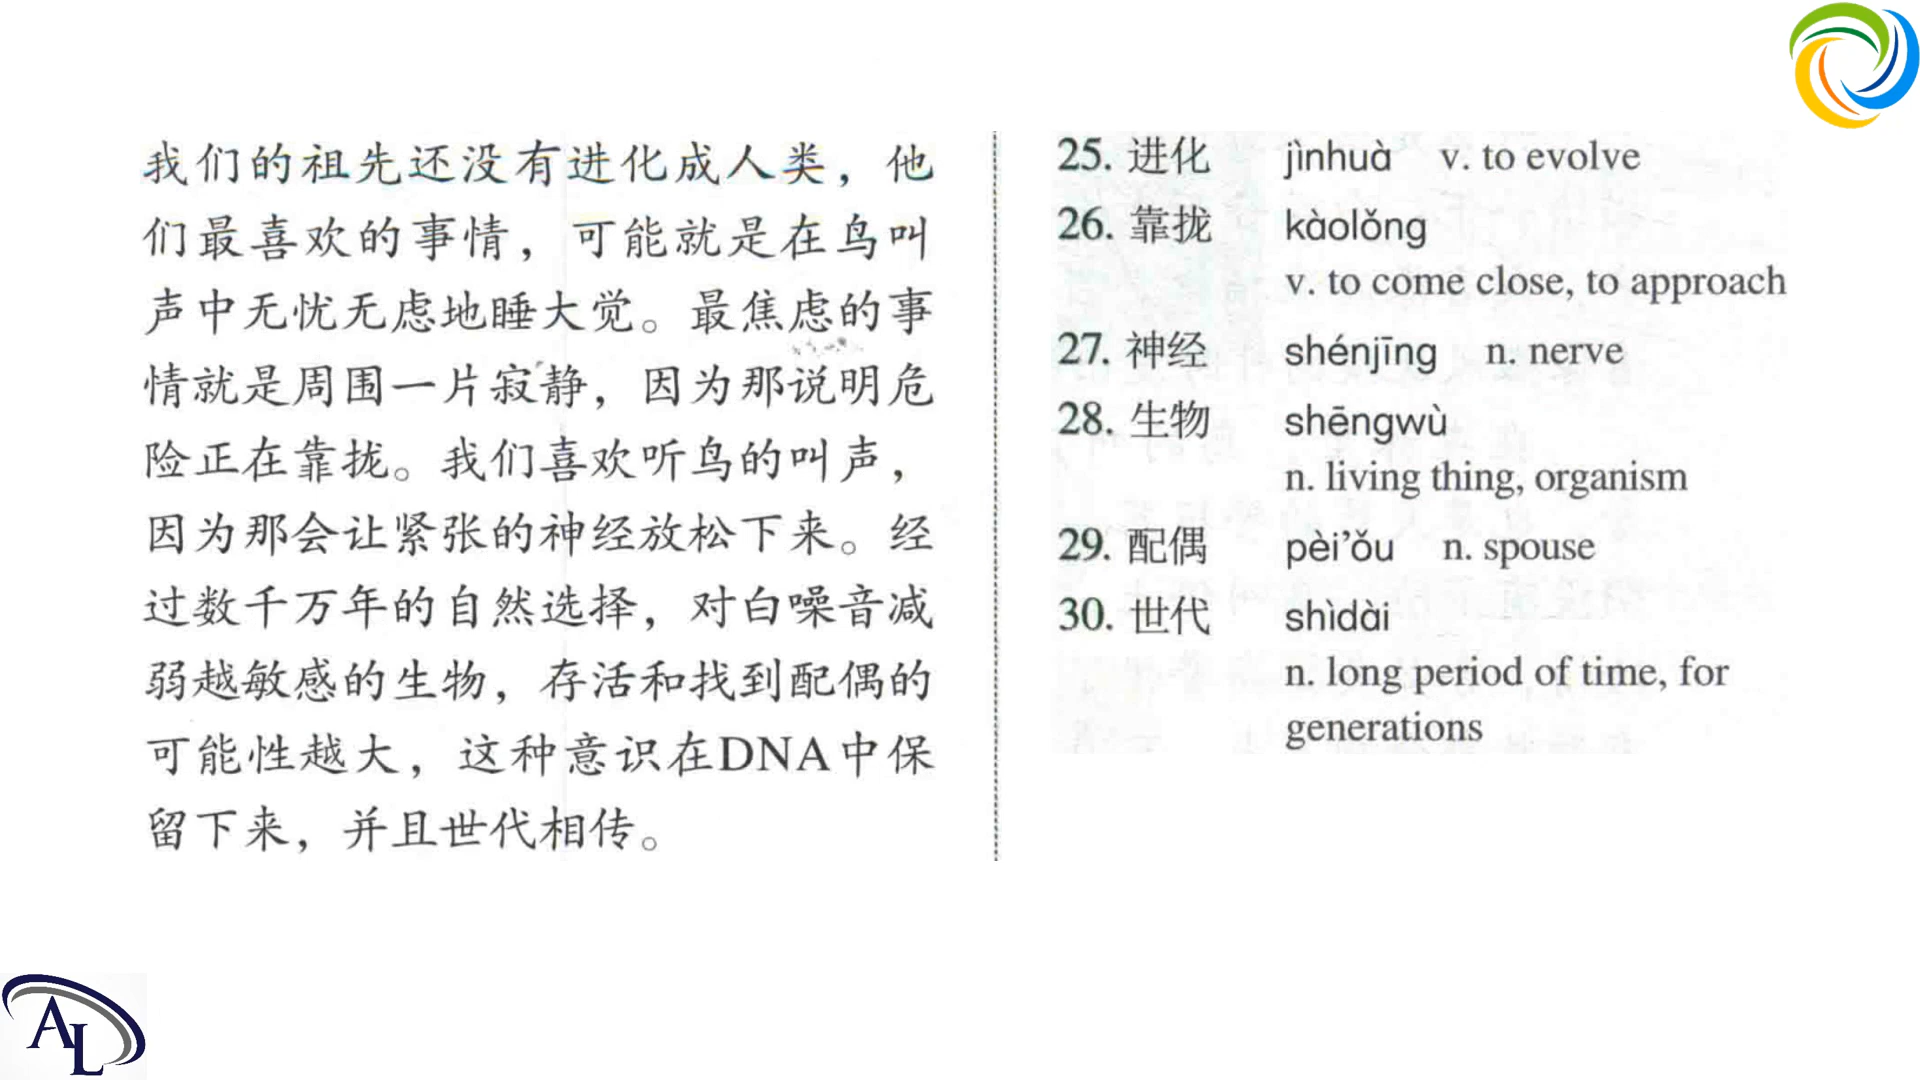 我们的祖先还没有进化成人类，他
们最喜欢的事情，可能就是在鸟叫
声中无忧无虑地睡大觉。最焦虑的事
情就是周围一片寂静，因为那说明危
险正在靠拢。我们喜欢听鸟的叫声，
因为那会让紧张的神经放松下来。经
过数千万年的自然选择，对白噪音减
弱越敏感的生物，存活和找到配偶的
可能性越大，这种意识在DNA中保
留下来，并且世代相传。
25. 进化 jìnhuà v. to evolve
26. 靠拢 kàolǒng
v. to come close, to approach
27. 神经 shénjīng n. nerve
28. 生物 shēngwù
n. living thing, organism
29. 配偶 pèi’ǒu n. spouse
30. 世代 shìdài
n. long period of time, for
generations
AL